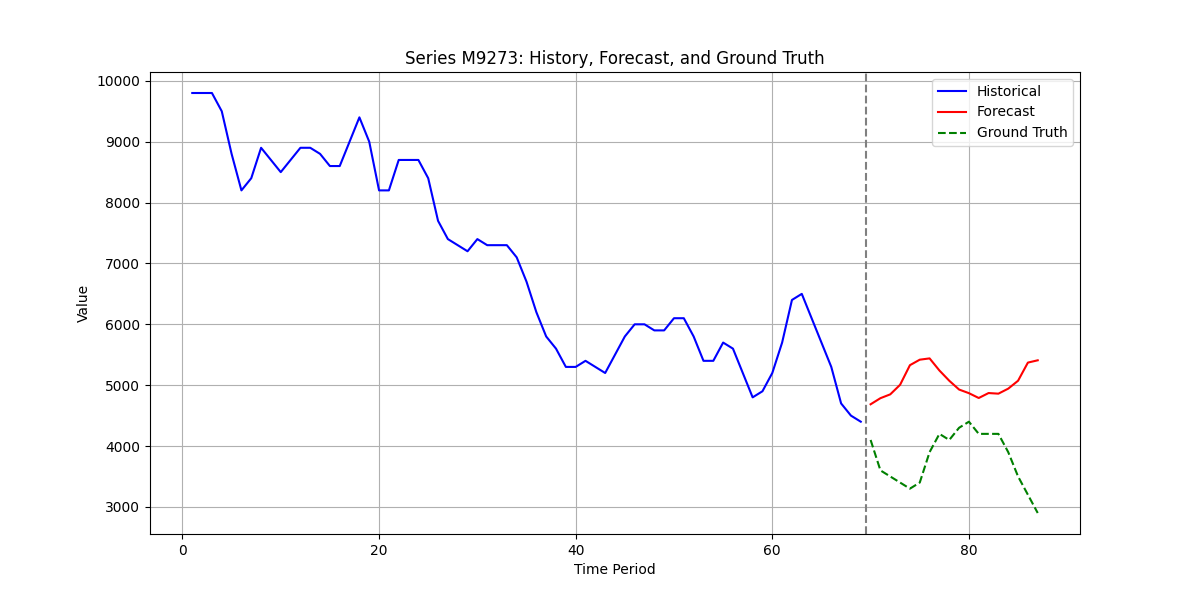 Series M9273: History, Forecast, and Ground Truth
Historical
Forecast
Ground Truth
10000
9000
8000
7000
6000
5000
4000
3000
Value
0 20 40 60 80
Time Period